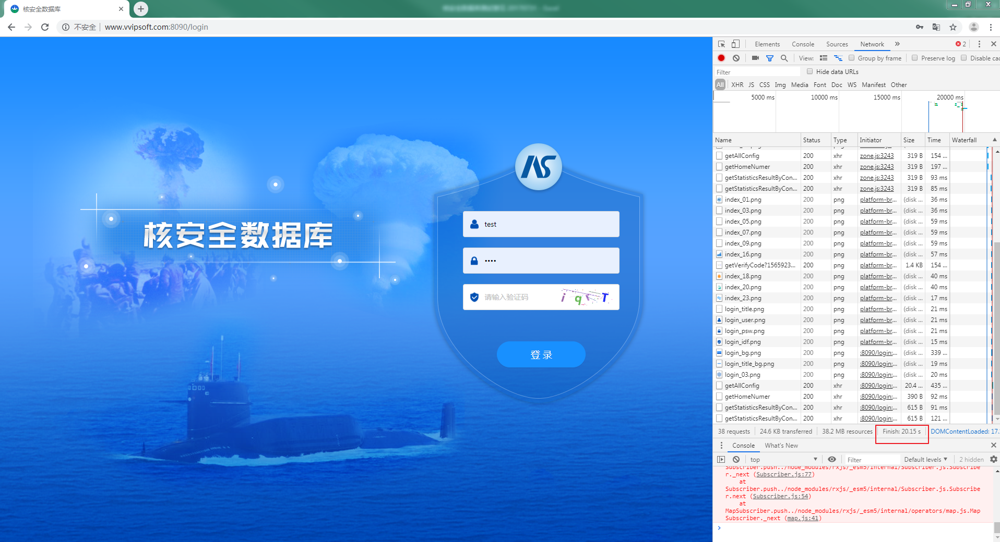 核安全数据库
不安全 www.vvipsoft.com:8090/login
核安全数据库
NS
test
••••
请输入验证码
登录
Elements Console Sources Network » 2
View: Group by frame Preserve log Disable cac
Filter Hide data URLs
All XHR JS CSS Img Media Font Doc WS Manifest Other
5000 ms 10000 ms 15000 ms 20000 ms
Name Status Type Initiator Size Time Waterfall
getAllConfig 200 xhr zone.js:3243 319 B 154 ...
getHomeNumer 200 xhr zone.js:3243 319 B 197 ...
getStatisticsResultByCon... 200 xhr zone.js:3243 319 B 93 ms
getStatisticsResultByCon... 200 xhr zone.js:3243 319 B 85 ms
index_01.png 200 png platform-br... (disk ... 36 ms
index_03.png 200 png platform-br... (disk ... 36 ms
index_05.png 200 png platform-br... (disk ... 59 ms
index_07.png 200 png platform-br... (disk ... 59 ms
index_09.png 200 png platform-br... (disk ... 59 ms
index_16.png 200 png platform-br... (disk ... 57 ms
getVerifyCode?1565923... 200 png platform-br... 1.4 KB 154 ...
index_18.png 200 png platform-br... (disk ... 40 ms
index_20.png 200 png platform-br... (disk ... 40 ms
index_23.png 200 png platform-br... (disk ... 17 ms
login_title.png 200 png platform-br... (disk ... 21 ms
login_user.png 200 png platform-br... (disk ... 21 ms
login_psw.png 200 png platform-br... (disk ... 21 ms
login_idf.png 200 png platform-br... (disk ... 15 ms
login_bg.png 200 png :8090/login:... (disk ... 339 ...
login_title_bg.png 200 png :8090/login:... (disk ... 19 ms
login_03.png 200 png :8090/login:... (disk ... 20 ms
getAllConfig 200 xhr :8090/login:... 20.4 ... 435 ...
getHomeNumer 200 xhr :8090/login:... 390 B 92 ms
getStatisticsResultByCon... 200 xhr :8090/login:... 615 B 91 ms
getStatisticsResultByCon... 200 xhr :8090/login:... 615 B 121 ...
38 requests 24.6 KB transferred 38.2 MB resources Finish: 20.15 s DOMContentLoaded: 17.
Console What's New
top Filter Default levels 2 hidden
Subscriber.push../node_modules/rxjs/_esm5/internal/Subscriber.js.Subscribe
r._next (Subscriber.js:77)
at
Subscriber.push../node_modules/rxjs/_esm5/internal/Subscriber.js.Subscribe
r.next (Subscriber.js:54)
at
MapSubscriber.push../node_modules/rxjs/_esm5/internal/operators/map.js.Map
Subscriber._next (map.js:41)